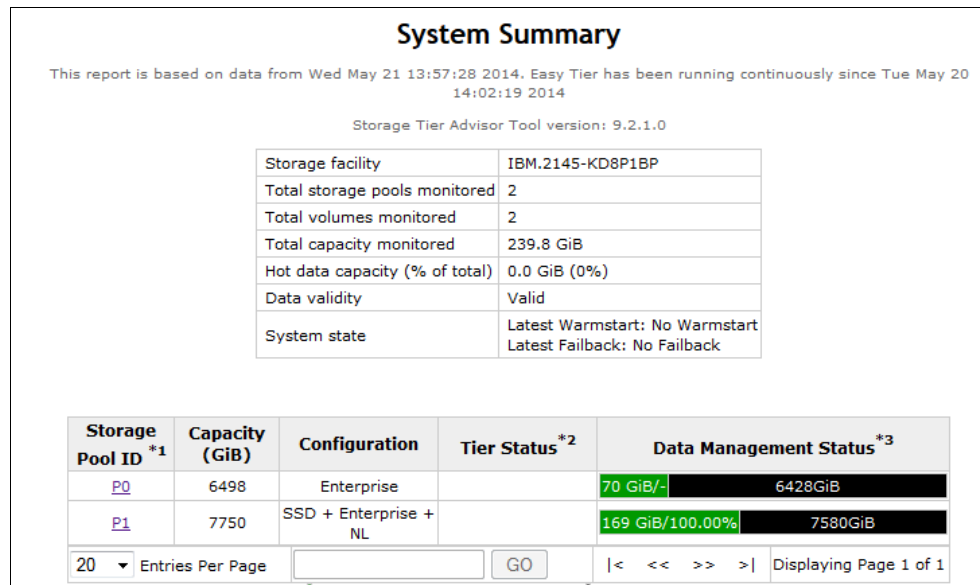 System Summary
This report is based on data from Wed May 21 13:57:28 2014. Easy Tier has been running continuously since Tue May 20
14:02:19 2014
Storage Tier Advisor Tool version: 9.2.1.0
Storage facility IBM.2145-KD8P1BP
Total storage pools monitored 2
Total volumes monitored 2
Total capacity monitored 239.8 GiB
Hot data capacity (% of total) 0.0 GiB (0%)
Data validity Valid
System state Latest Warmstart: No Warmstart
Latest Failback: No Failback
Storage Pool ID *1 Capacity (GiB) Configuration Tier Status*2 Data Management Status*3
P0 6498 Enterprise 70 GiB/- 6428GiB
P1 7750 SSD + Enterprise + NL 169 GiB/100.00% 7580GiB
20 Entries Per Page GO |< << >> >| Displaying Page 1 of 1